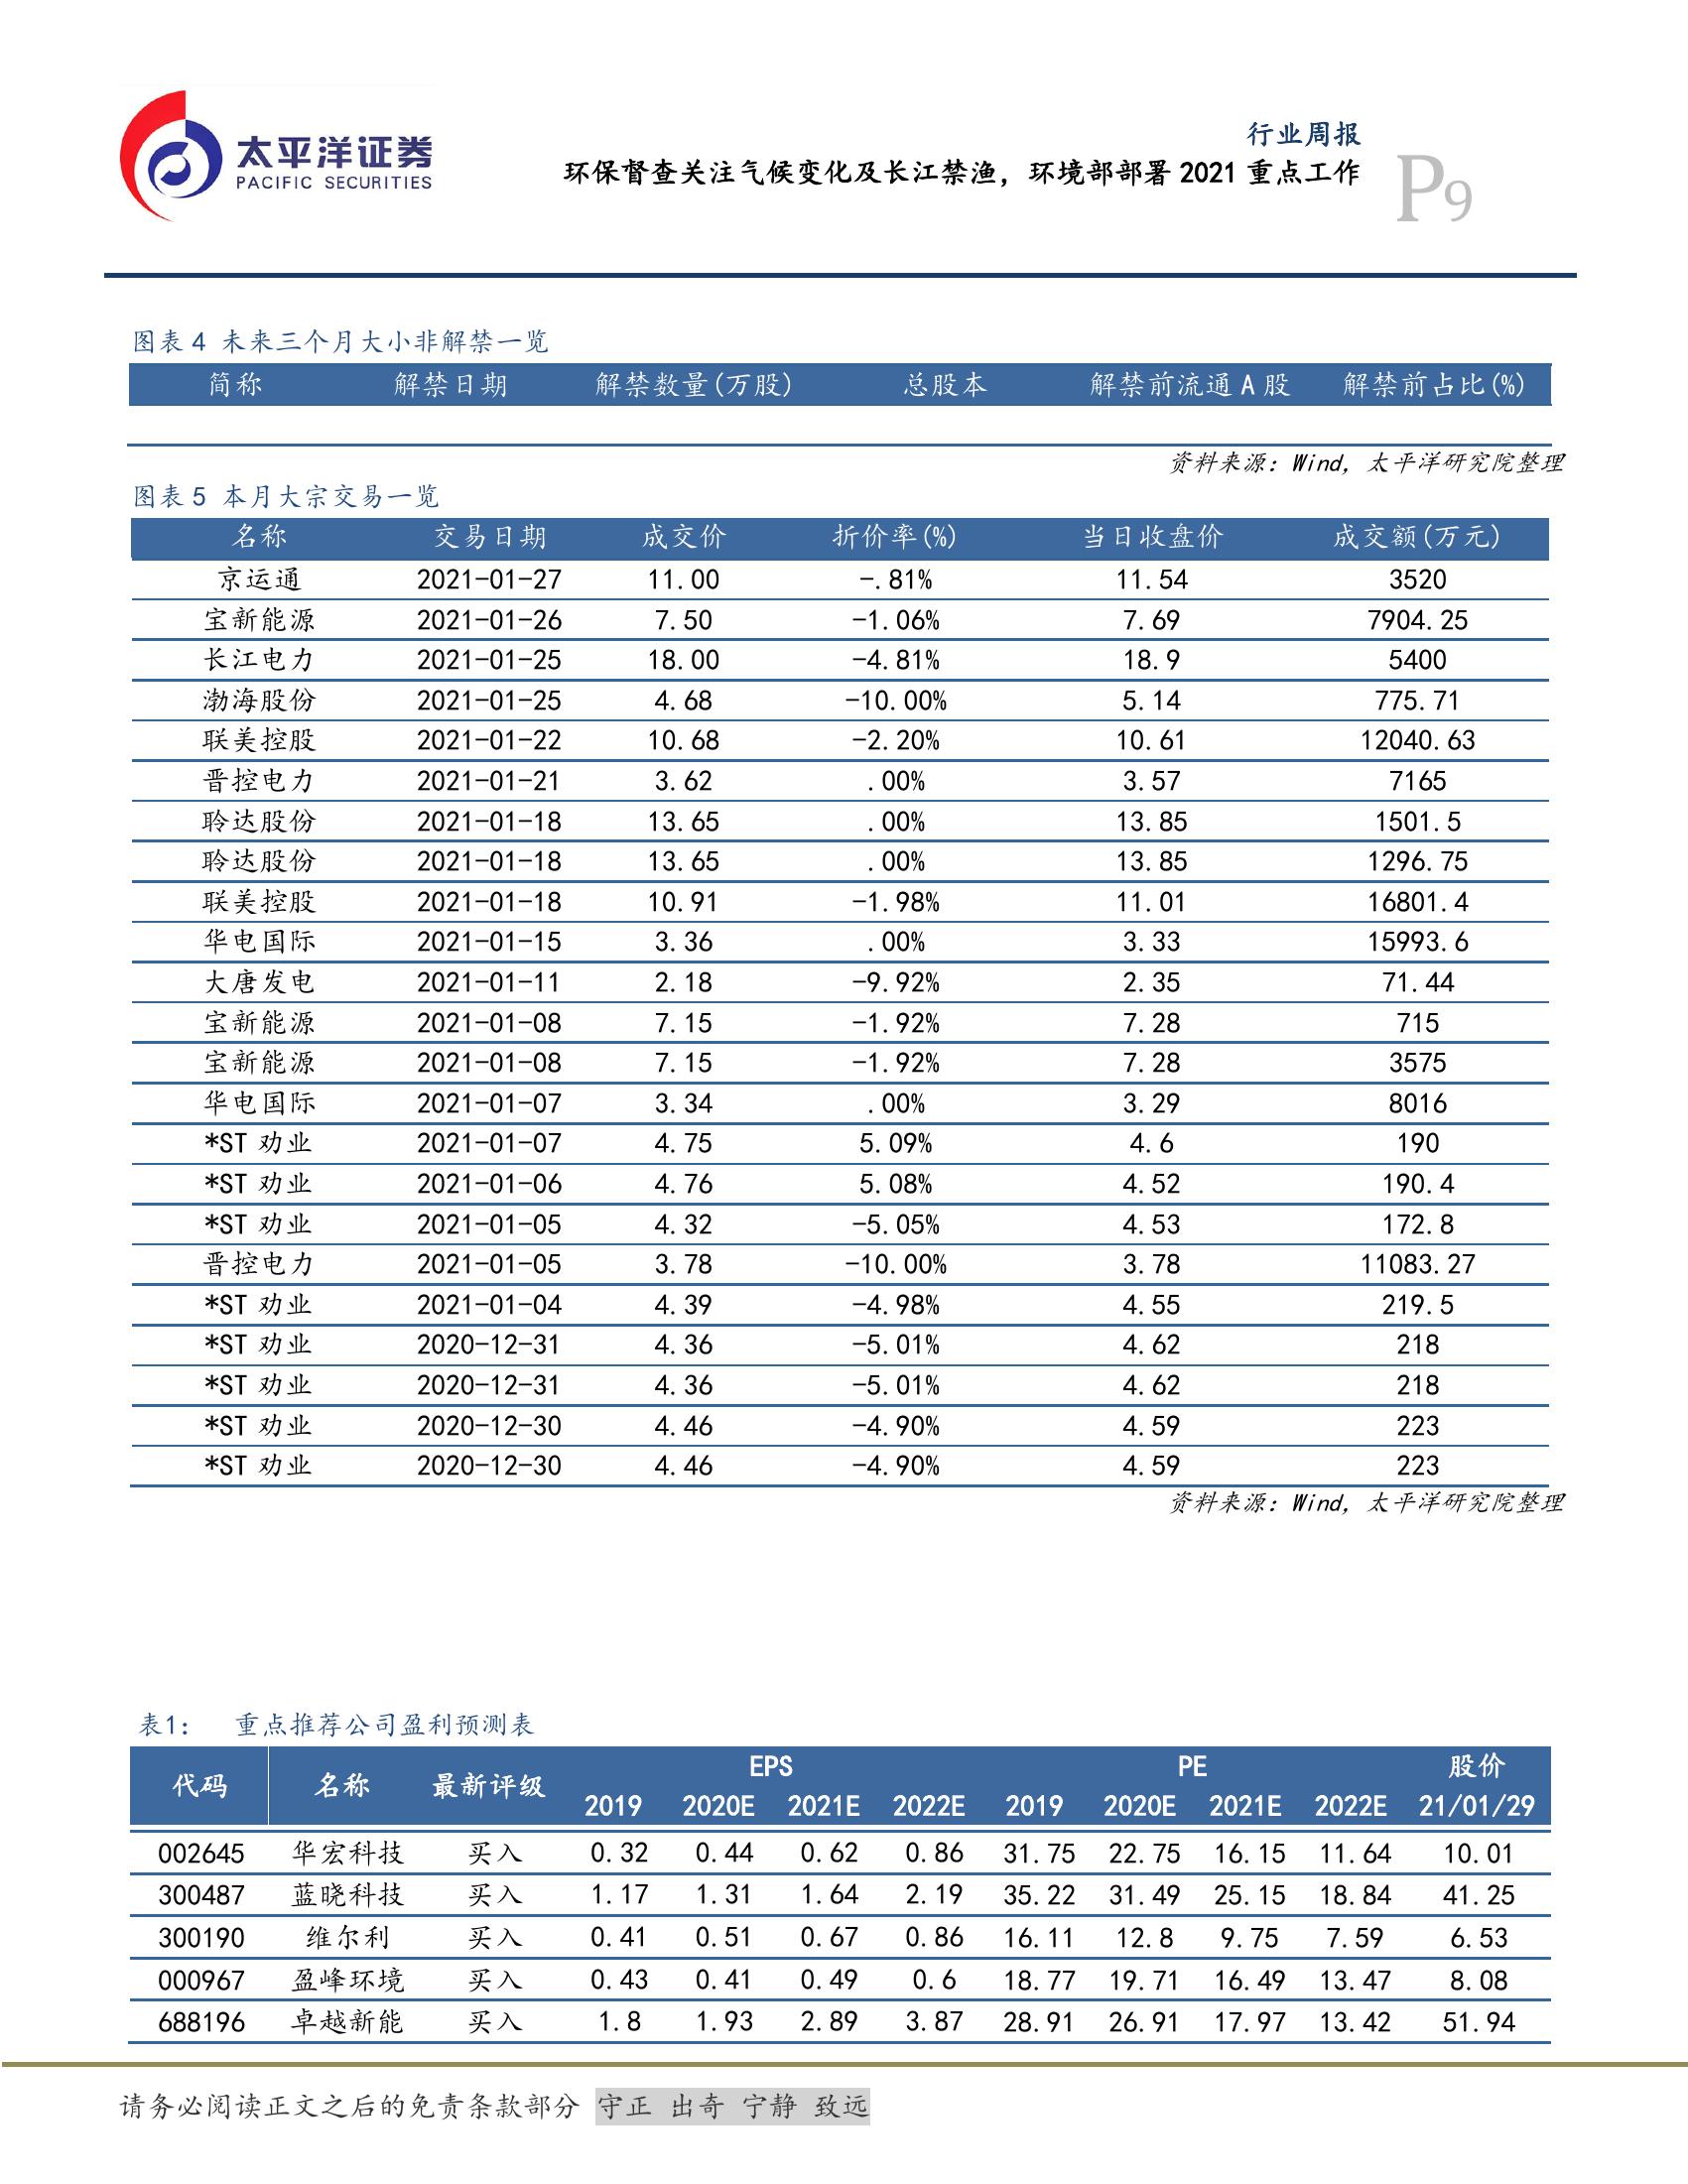 太平洋证券
PACIFIC SECURITIES
行业周报
环保督查关注气候变化及长江禁渔，环境部部署 2021 重点工作
P9
图表 4 未来三个月大小非解禁一览
简称 解禁日期 解禁数量(万股) 总股本 解禁前流通 A 股 解禁前占比(%)
资料来源：Wind，太平洋研究院整理
图表 5 本月大宗交易一览
名称 交易日期 成交价 折价率(%) 当日收盘价 成交额(万元)
京运通 2021-01-27 11.00 -.81% 11.54 3520
宝新能源 2021-01-26 7.50 -1.06% 7.69 7904.25
长江电力 2021-01-25 18.00 -4.81% 18.9 5400
渤海股份 2021-01-25 4.68 -10.00% 5.14 775.71
联美控股 2021-01-22 10.68 -2.20% 10.61 12040.63
晋控电力 2021-01-21 3.62 .00% 3.57 7165
聆达股份 2021-01-18 13.65 .00% 13.85 1501.5
聆达股份 2021-01-18 13.65 .00% 13.85 1296.75
联美控股 2021-01-18 10.91 -1.98% 11.01 16801.4
华电国际 2021-01-15 3.36 .00% 3.33 15993.6
大唐发电 2021-01-11 2.18 -9.92% 2.35 71.44
宝新能源 2021-01-08 7.15 -1.92% 7.28 715
宝新能源 2021-01-08 7.15 -1.92% 7.28 3575
华电国际 2021-01-07 3.34 .00% 3.29 8016
*ST 劝业 2021-01-07 4.75 5.09% 4.6 190
*ST 劝业 2021-01-06 4.76 5.08% 4.52 190.4
*ST 劝业 2021-01-05 4.32 -5.05% 4.53 172.8
晋控电力 2021-01-05 3.78 -10.00% 3.78 11083.27
*ST 劝业 2021-01-04 4.39 -4.98% 4.55 219.5
*ST 劝业 2020-12-31 4.36 -5.01% 4.62 218
*ST 劝业 2020-12-31 4.36 -5.01% 4.62 218
*ST 劝业 2020-12-30 4.46 -4.90% 4.59 223
*ST 劝业 2020-12-30 4.46 -4.90% 4.59 223
资料来源：Wind，太平洋研究院整理
表1： 重点推荐公司盈利预测表
代码 名称 最新评级 EPS PE 股价
2019 2020E 2021E 2022E 2019 2020E 2021E 2022E 21/01/29
002645 华宏科技 买入 0.32 0.44 0.62 0.86 31.75 22.75 16.15 11.64 10.01
300487 蓝晓科技 买入 1.17 1.31 1.64 2.19 35.22 31.49 25.15 18.84 41.25
300190 维尔利 买入 0.41 0.51 0.67 0.86 16.11 12.8 9.75 7.59 6.53
000967 盈峰环境 买入 0.43 0.41 0.49 0.6 18.77 19.71 16.49 13.47 8.08
688196 卓越新能 买入 1.8 1.93 2.89 3.87 28.91 26.91 17.97 13.42 51.94
请务必阅读正文之后的免责条款部分 守正 出奇 宁静 致远